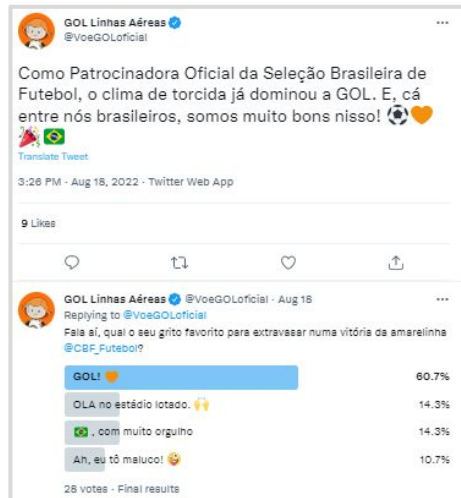 GOL Linhas Aéreas
@VoeGOLoficial
Como Patrocinadora Oficial da Seleção Brasileira de
Futebol, o clima de torcida já dominou a GOL. E, cá
entre nós brasileiros, somos muito bons nisso! ⚽🧡
🎉🇧🇷
Translate Tweet
3:26 PM · Aug 18, 2022 · Twitter Web App
9 Likes
GOL Linhas Aéreas @VoeGOLoficial · Aug 18
Replying to @VoeGOLoficial
Fala aí, qual o seu grito favorito para extravasar numa vitória da amarelinha
@CBF_Futebol?
GOL! 🧡 60.7%
OLA no estádio lotado. 🙌 14.3%
🇧🇷 , com muito orgulho 14.3%
Ah, eu tô maluco! 🤪 10.7%
28 votes · Final results